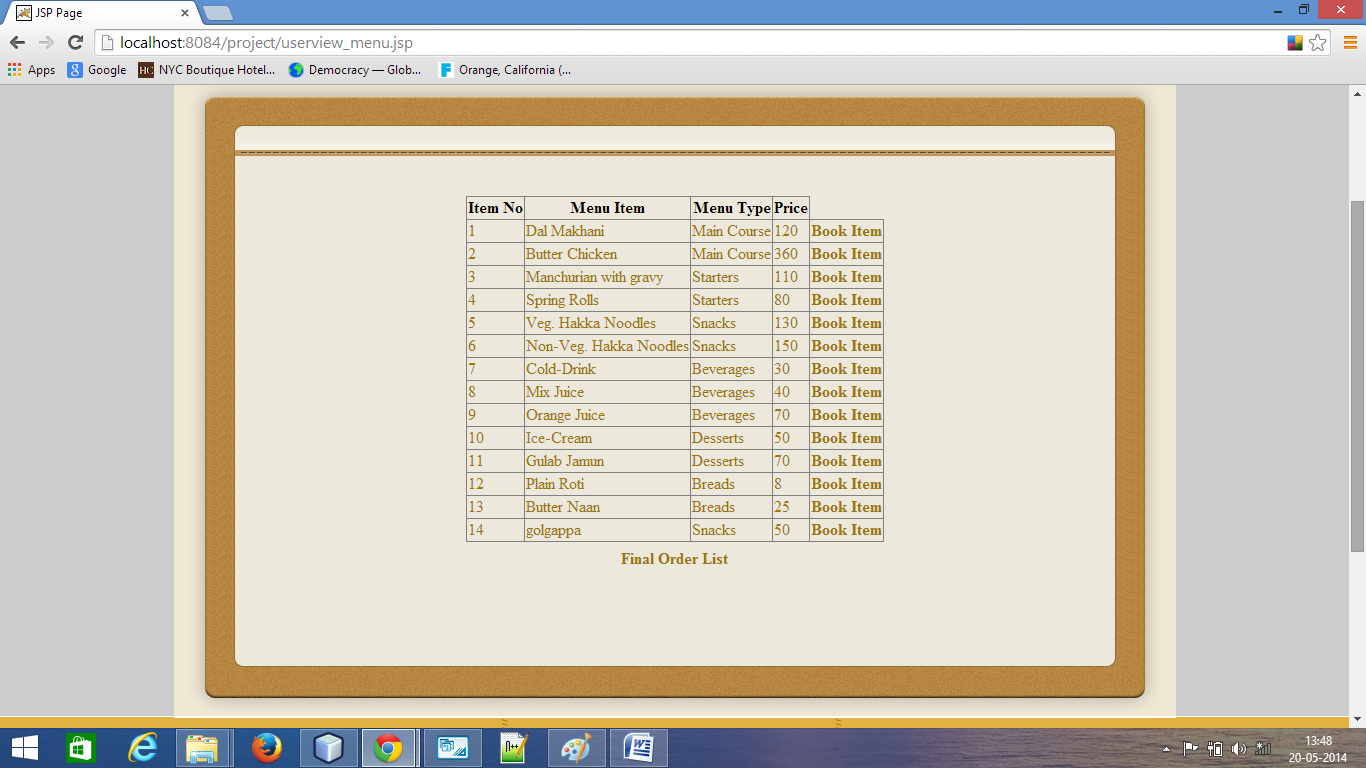 JSP Page
localhost:8084/project/userview_menu.jsp
Apps Google HC NYC Boutique Hotel... Democracy — Glob... F Orange, California (...
Item No Menu Item Menu Type Price
1 Dal Makhani Main Course 120 Book Item
2 Butter Chicken Main Course 360 Book Item
3 Manchurian with gravy Starters 110 Book Item
4 Spring Rolls Starters 80 Book Item
5 Veg. Hakka Noodles Snacks 130 Book Item
6 Non-Veg. Hakka Noodles Snacks 150 Book Item
7 Cold-Drink Beverages 30 Book Item
8 Mix Juice Beverages 40 Book Item
9 Orange Juice Beverages 70 Book Item
10 Ice-Cream Desserts 50 Book Item
11 Gulab Jamun Desserts 70 Book Item
12 Plain Roti Breads 8 Book Item
13 Butter Naan Breads 25 Book Item
14 golgappa Snacks 50 Book Item
Final Order List
13:48
20-05-2014